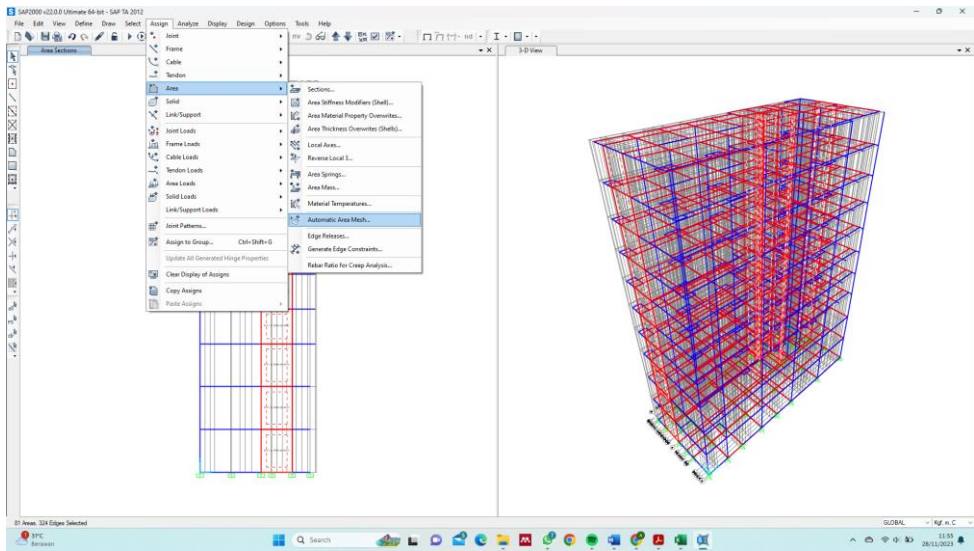 SAP2000 v22.0.0 Ultimate 64-bit - SAP TA 2012
File Edit View Define Draw Select Assign Analyze Display Design Options Tools Help
nd
Area Sections
3-D View
Joint
Frame
Cable
Tendon
Area
Solid
Link/Support
Joint Loads
Frame Loads
Cable Loads
Tendon Loads
Area Loads
Solid Loads
Link/Support Loads
Joint Patterns...
Assign to Group... Ctrl+Shift+G
Update All Generated Hinge Properties
Clear Display of Assigns
Copy Assigns
Paste Assigns
Sections...
Area Stiffness Modifiers (Shell)...
Area Material Property Overwrites...
Area Thickness Overwrites (Shells)...
Local Axes...
Reverse Local 3...
Area Springs...
Area Mass...
Material Temperatures...
Automatic Area Mesh...
Edge Releases...
Generate Edge Constraints...
Rebar Ratio for Creep Analysis...
81 Areas, 324 Edges Selected
GLOBAL
Kgf, m, C
31°C
Berawan
Search
11:55
28/11/2023